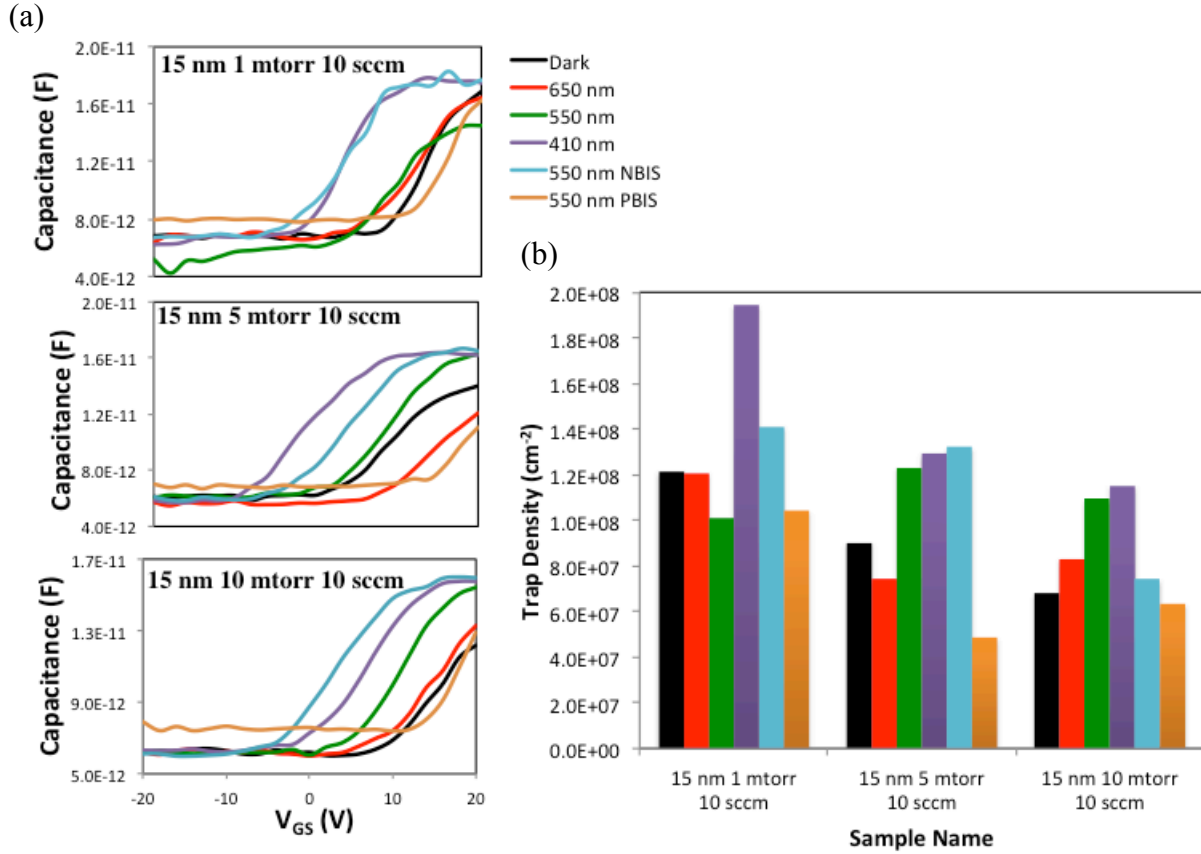 (a)
2.0E-11
1.6E-11
1.2E-11
8.0E-12
4.0E-12
Capacitance (F)
15 nm 1 mtorr 10 sccm
Dark
650 nm
550 nm
410 nm
550 nm NBIS
550 nm PBIS
2.0E-11
1.6E-11
1.2E-11
8.0E-12
4.0E-12
Capacitance (F)
15 nm 5 mtorr 10 sccm
1.7E-11
1.3E-11
9.0E-12
5.0E-12
Capacitance (F)
15 nm 10 mtorr 10 sccm
-20 -10 0 10 20
VGS (V)
(b)
2.0E+08
1.8E+08
1.6E+08
1.4E+08
1.2E+08
1.0E+08
8.0E+07
6.0E+07
4.0E+07
2.0E+07
0.0E+00
Trap Density (cm⁻²)
15 nm 1 mtorr
10 sccm
15 nm 5 mtorr
10 sccm
15 nm 10 mtorr
10 sccm
Sample Name